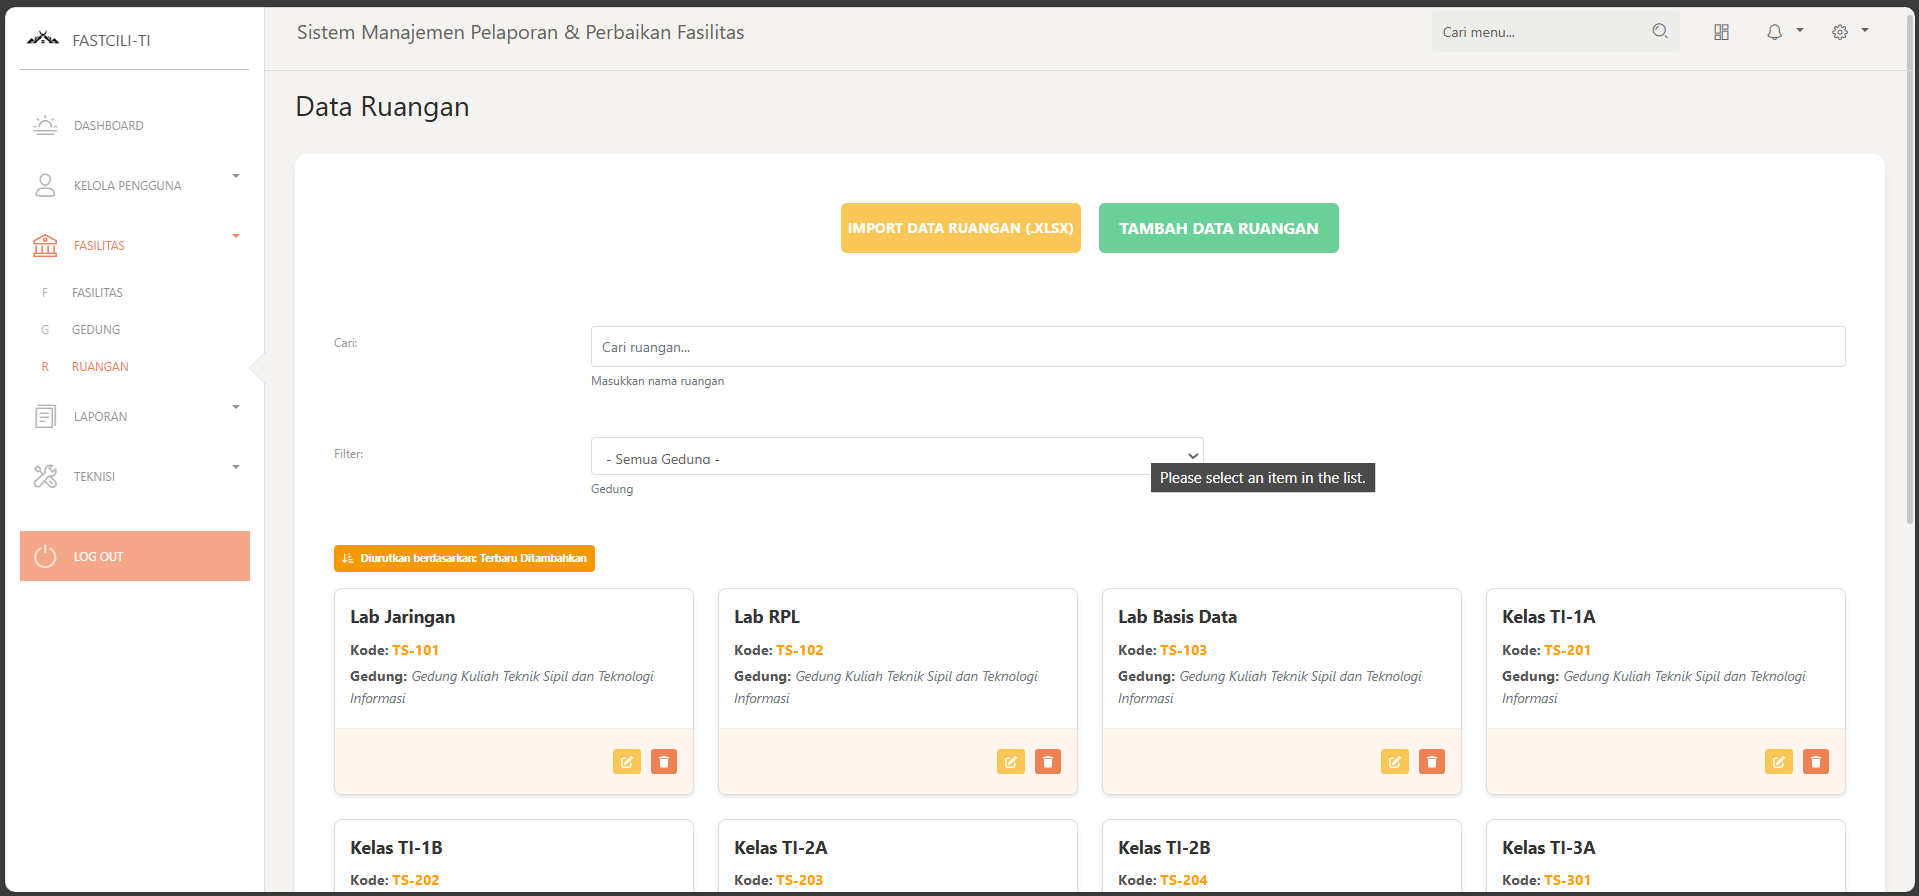 FASTCILI-TI
Sistem Manajemen Pelaporan & Perbaikan Fasilitas
Cari menu...
DASHBOARD
KELOLA PENGGUNA
FASILITAS
F FASILITAS
G GEDUNG
R RUANGAN
LAPORAN
TEKNISI
LOG OUT
Data Ruangan
IMPORT DATA RUANGAN (.XLSX)
TAMBAH DATA RUANGAN
Cari:
Cari ruangan...
Masukkan nama ruangan
Filter:
- Semua Gedung -
Please select an item in the list.
Gedung
Diurutkan berdasarkan: Terbaru Ditambahkan
Lab Jaringan
Kode: TS-101
Gedung: Gedung Kuliah Teknik Sipil dan Teknologi
Informasi
Lab RPL
Kode: TS-102
Gedung: Gedung Kuliah Teknik Sipil dan Teknologi
Informasi
Lab Basis Data
Kode: TS-103
Gedung: Gedung Kuliah Teknik Sipil dan Teknologi
Informasi
Kelas TI-1A
Kode: TS-201
Gedung: Gedung Kuliah Teknik Sipil dan Teknologi
Informasi
Kelas TI-1B
Kode: TS-202
Kelas TI-2A
Kode: TS-203
Kelas TI-2B
Kode: TS-204
Kelas TI-3A
Kode: TS-301